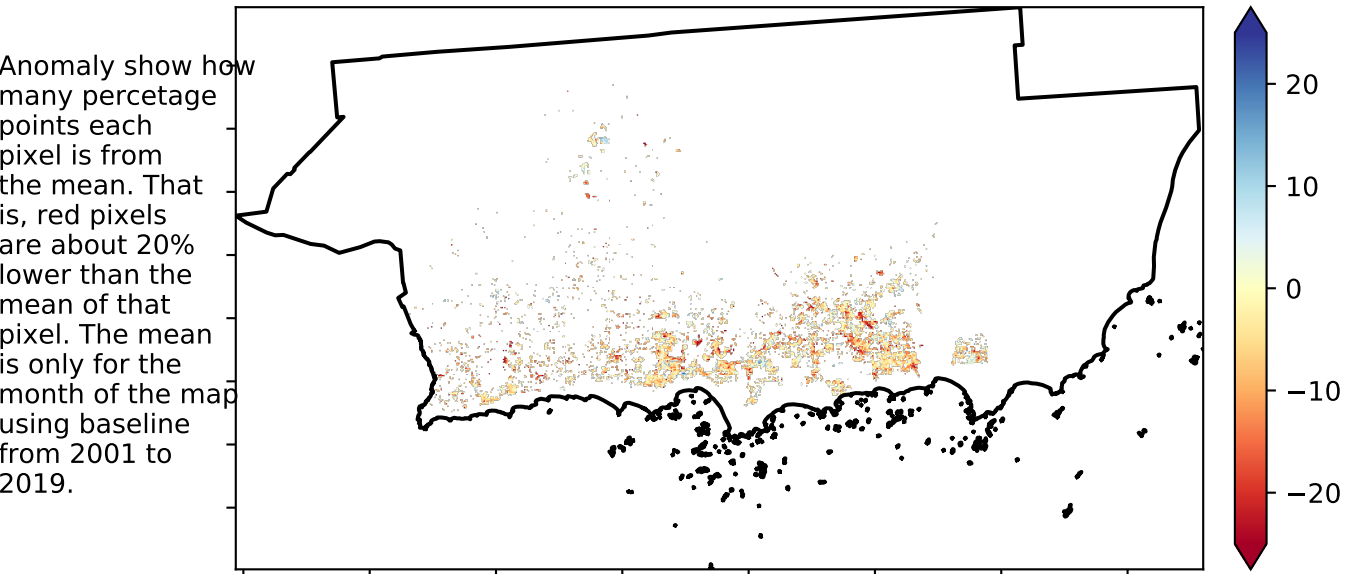 Anomaly show how
many percetage
points each
pixel is from
the mean. That
is, red pixels
are about 20%
lower than the
mean of that
pixel. The mean
is only for the
month of the map
using baseline
from 2001 to
2019.
20
10
0
−10
−20